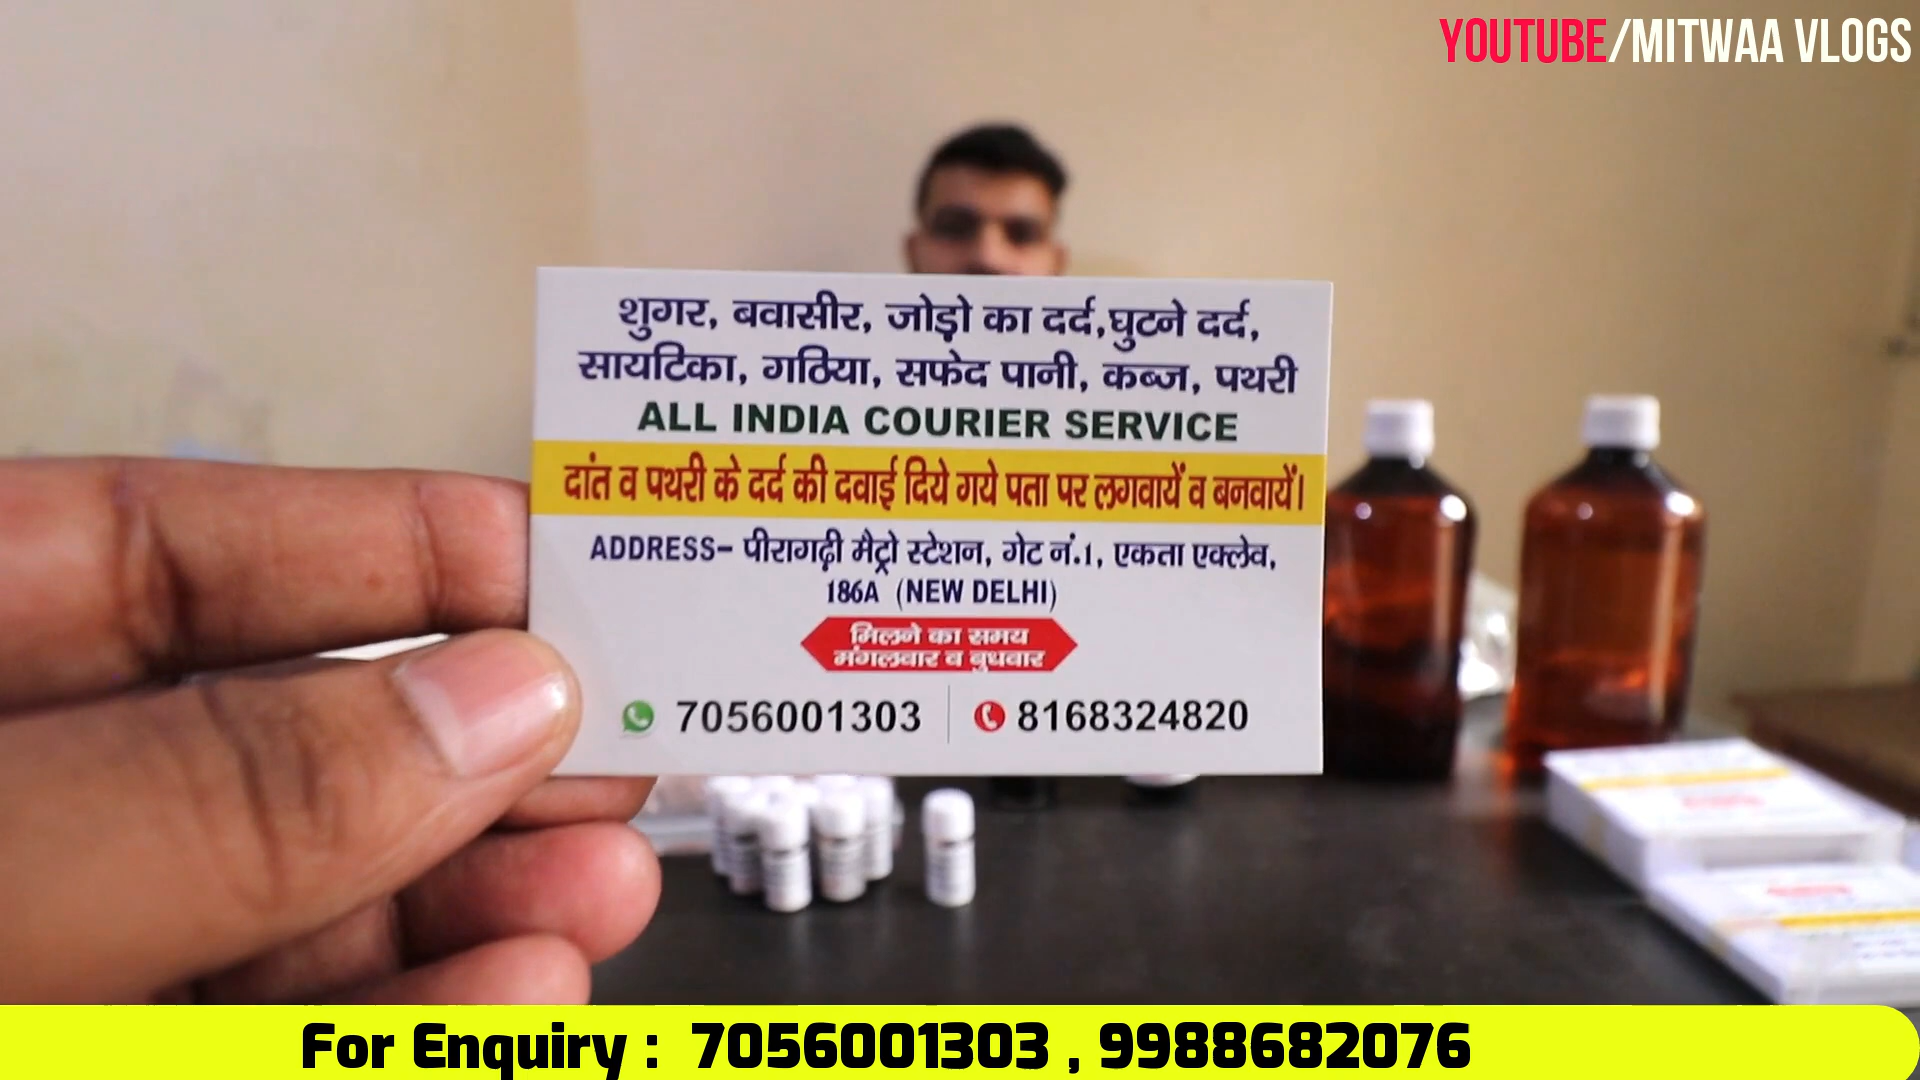 YOUTUBE/MITWAA VLOGS
शुगर, बवासीर, जोड़ो का दर्द,घुटने दर्द,
सायटिका, गठिया, सफेद पानी, कब्ज, पथरी
ALL INDIA COURIER SERVICE
दांत व पथरी के दर्द की दवाई दिये गये पता पर लगवायें व बनवायें।
ADDRESS- पीरागढ़ी मैट्रो स्टेशन, गेट नं.1, एकता एक्लेव,
186A (NEW DELHI)
मिलने का समय
मंगलवार व बुधवार
7056001303 8168324820
For Enquiry : 7056001303 , 9988682076